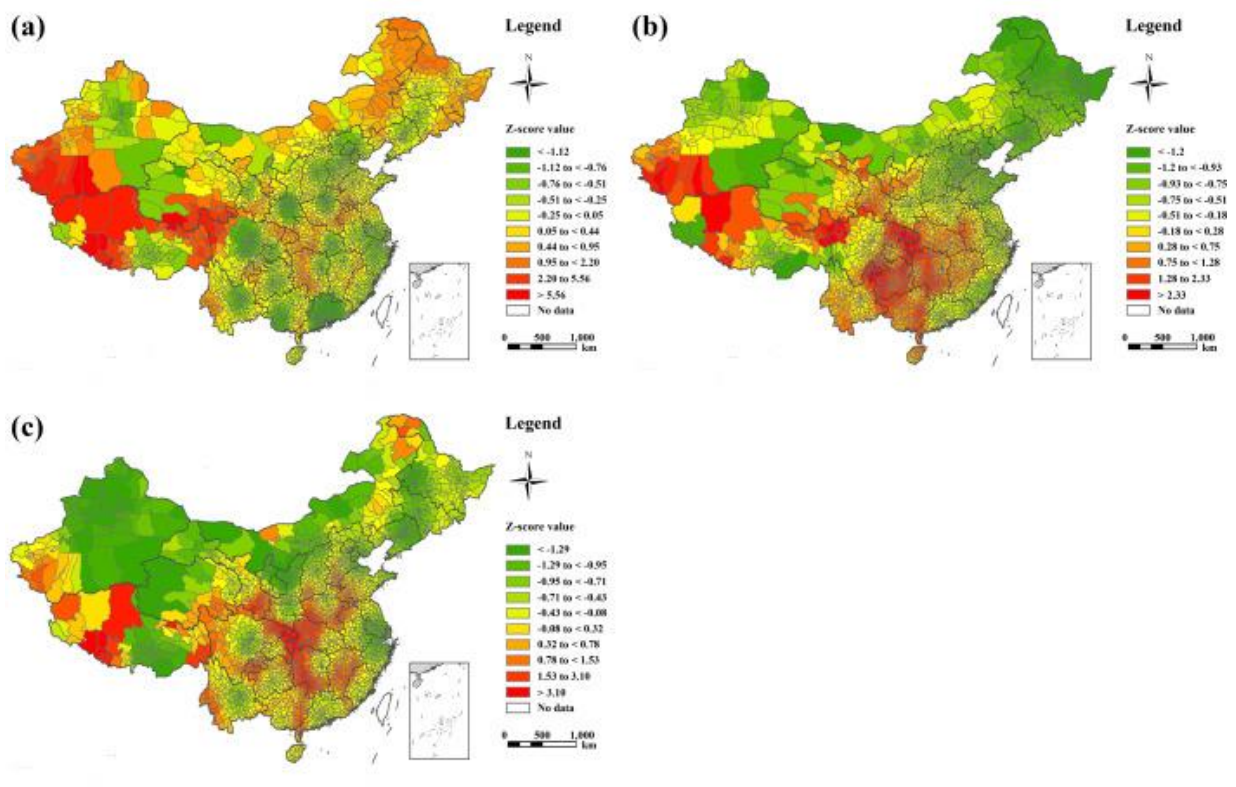 (a)
Legend
N
Z-score value
< -1.12
-1.12 to < -0.76
-0.76 to < -0.51
-0.51 to < -0.25
-0.25 to < 0.05
0.05 to < 0.44
0.44 to < 0.95
0.95 to < 2.20
2.20 to 5.56
> 5.56
No data
0 500 1,000
km
(b)
Legend
N
Z-score value
< -1.2
-1.2 to < -0.93
-0.93 to < -0.75
-0.75 to < -0.51
-0.51 to < -0.18
-0.18 to < 0.28
0.28 to < 0.75
0.75 to < 1.28
1.28 to 2.33
> 2.33
No data
0 500 1,000
km
(c)
Legend
N
Z-score value
< -1.29
-1.29 to < -0.95
-0.95 to < -0.71
-0.71 to < -0.43
-0.43 to < -0.08
-0.08 to < 0.32
0.32 to < 0.78
0.78 to < 1.53
1.53 to 3.10
> 3.10
No data
0 500 1,000
km